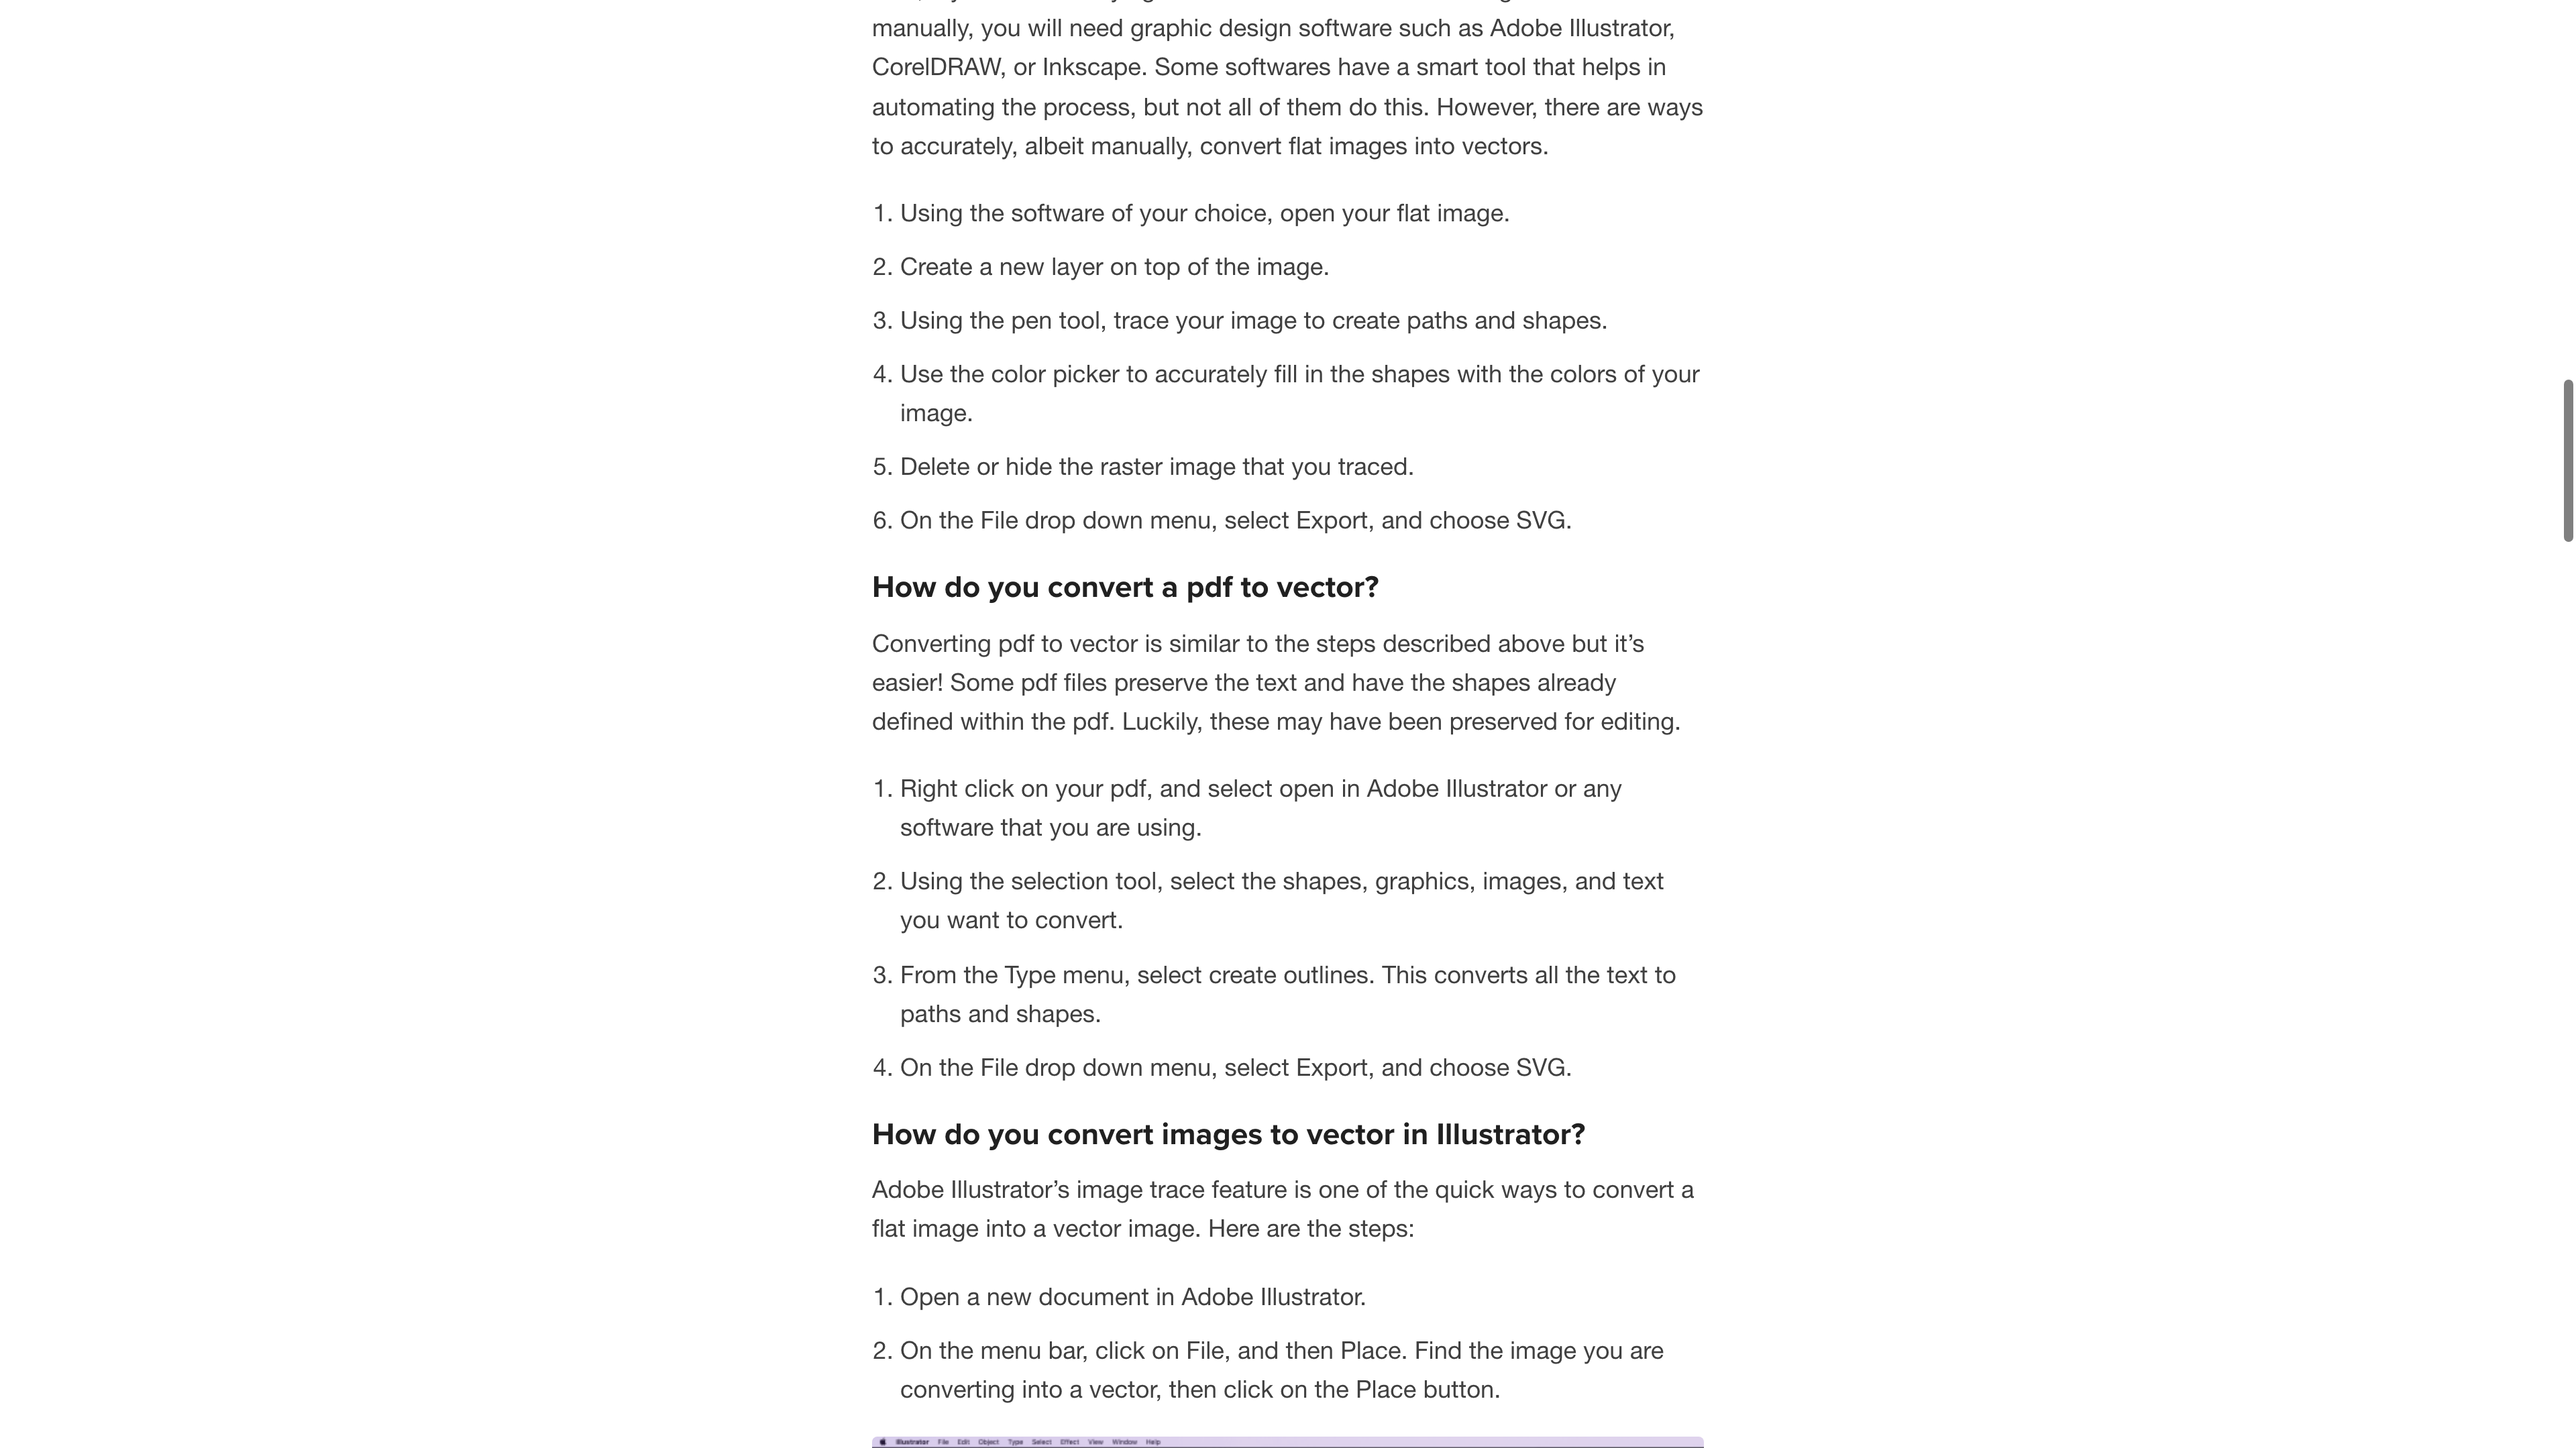 manually, you will need graphic design software such as Adobe Illustrator,
CorelDRAW, or Inkscape. Some softwares have a smart tool that helps in
automating the process, but not all of them do this. However, there are ways
to accurately, albeit manually, convert flat images into vectors.
1. Using the software of your choice, open your flat image.
2. Create a new layer on top of the image.
3. Using the pen tool, trace your image to create paths and shapes.
4. Use the color picker to accurately fill in the shapes with the colors of your
image.
5. Delete or hide the raster image that you traced.
6. On the File drop down menu, select Export, and choose SVG.
How do you convert a pdf to vector?
Converting pdf to vector is similar to the steps described above but it’s
easier! Some pdf files preserve the text and have the shapes already
defined within the pdf. Luckily, these may have been preserved for editing.
1. Right click on your pdf, and select open in Adobe Illustrator or any
software that you are using.
2. Using the selection tool, select the shapes, graphics, images, and text
you want to convert.
3. From the Type menu, select create outlines. This converts all the text to
paths and shapes.
4. On the File drop down menu, select Export, and choose SVG.
How do you convert images to vector in Illustrator?
Adobe Illustrator’s image trace feature is one of the quick ways to convert a
flat image into a vector image. Here are the steps:
1. Open a new document in Adobe Illustrator.
2. On the menu bar, click on File, and then Place. Find the image you are
converting into a vector, then click on the Place button.
Illustrator File Edit Object Type Select Effect View Window Help